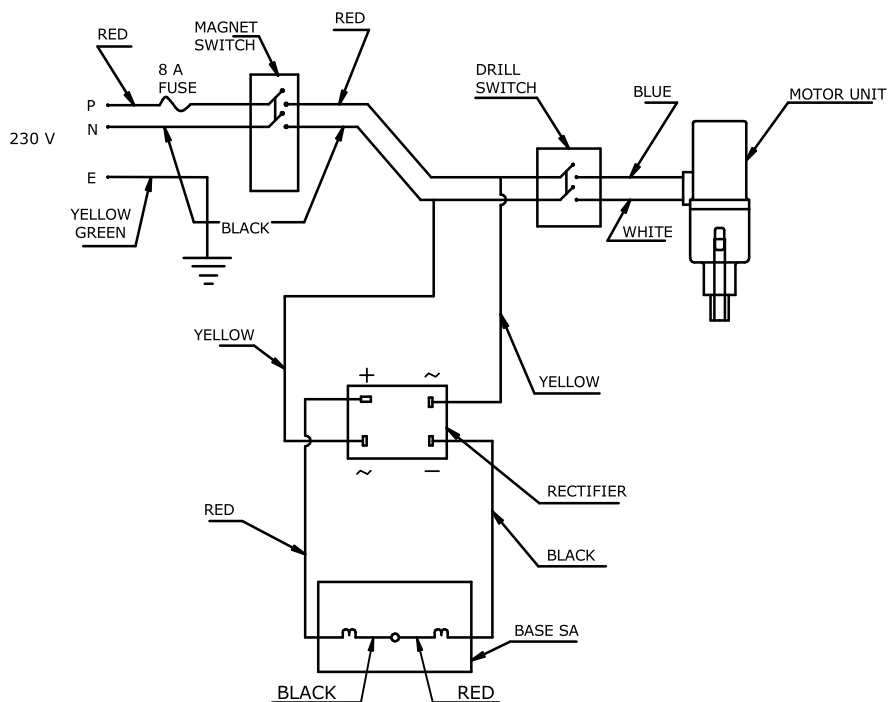 RED
MAGNET
SWITCH
RED
8 A
FUSE
DRILL
SWITCH
BLUE
MOTOR UNIT
P
N
230 V
E
YELLOW
GREEN
BLACK
WHITE
YELLOW
YELLOW
+
~
~
−
RECTIFIER
RED
BLACK
BASE SA
BLACK
RED